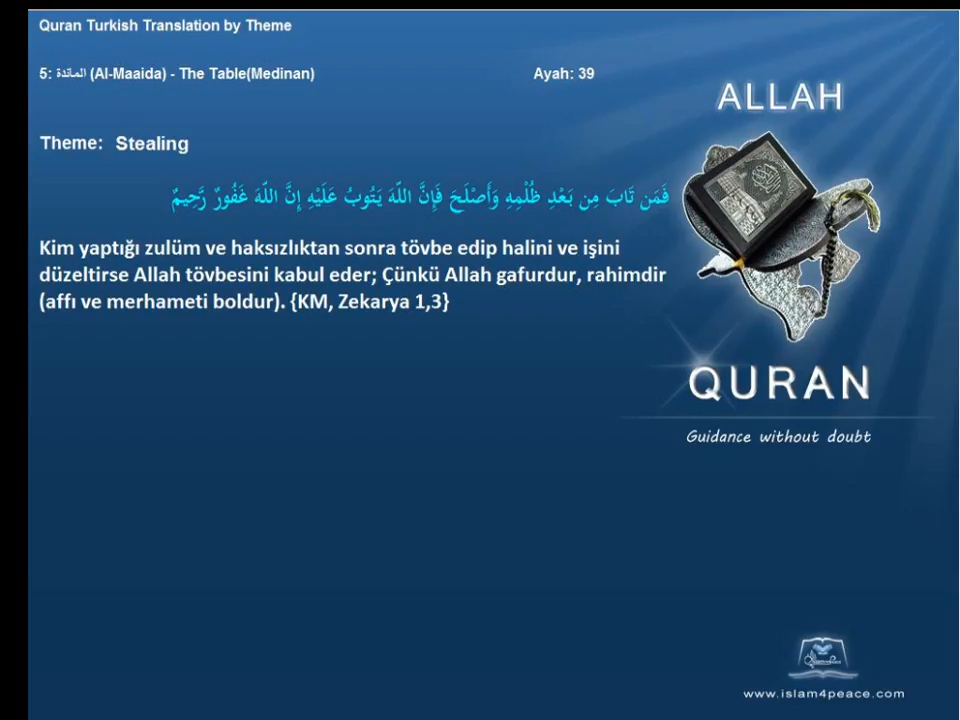 Quran Turkish Translation by Theme
5: المائدة (Al-Maaida) - The Table(Medinan) Ayah: 39
ALLAH
Theme: Stealing
فَمَن تَابَ مِن بَعْدِ ظُلْمِهِ وَأَصْلَحَ فَإِنَّ اللّهَ يَتُوبُ عَلَيْهِ إِنَّ اللّهَ غَفُورٌ رَّحِيمٌ
Kim yaptığı zulüm ve haksızlıktan sonra tövbe edip halini ve işini
düzeltirse Allah tövbesini kabul eder; Çünkü Allah gafurdur, rahimdir
(affı ve merhameti boldur). {KM, Zekarya 1,3}
QURAN
Guidance without doubt
www.islam4peace.com